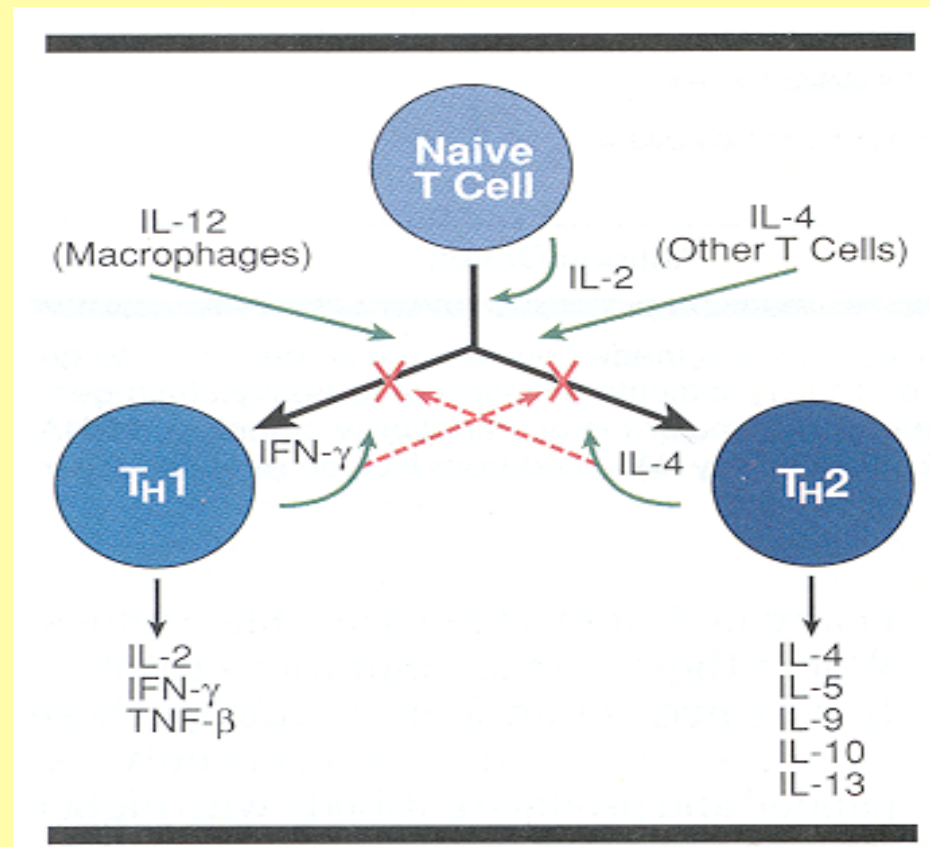 Naive
T Cell
IL-12
(Macrophages)
IL-4
(Other T Cells)
IL-2
IFN-γ
IL-4
TH1
TH2
IL-2
IFN-γ
TNF-β
IL-4
IL-5
IL-9
IL-10
IL-13